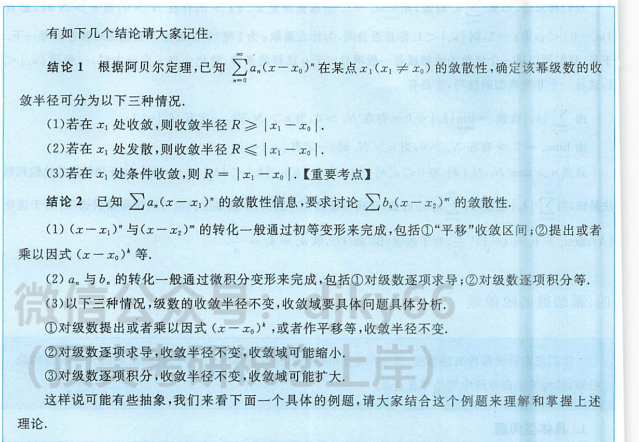 有如下几个结论请大家记住.
结论 1 根据阿贝尔定理,已知 $\sum_{n=0}^{\infty} a_n(x-x_0)^n$ 在某点 $x_1(x_1 \neq x_0)$ 的敛散性,确定该幂级数的收
敛半径可分为以下三种情况.
(1)若在 $x_1$ 处收敛,则收敛半径 $R \geqslant |x_1-x_0|$.
(2)若在 $x_1$ 处发散,则收敛半径 $R \leqslant |x_1-x_0|$.
(3)若在 $x_1$ 处条件收敛,则 $R = |x_1-x_0|$.【重要考点】
结论 2 已知 $\sum a_n(x-x_1)^n$ 的敛散性信息,要求讨论 $\sum b_n(x-x_2)^m$ 的敛散性.
(1) $(x-x_1)^n$ 与 $(x-x_2)^m$ 的转化一般通过初等变形来完成,包括①“平移”收敛区间;②提出或者
乘以因式 $(x-x_0)^k$ 等.
(2) $a_n$ 与 $b_n$ 的转化一般通过微积分变形来完成,包括①对级数逐项求导;②对级数逐项积分等.
(3)以下三种情况,级数的收敛半径不变,收敛域要具体问题具体分析.
①对级数提出或者乘以因式 $(x-x_0)^k$,或者作平移等,收敛半径不变.
②对级数逐项求导,收敛半径不变,收敛域可能缩小.
③对级数逐项积分,收敛半径不变,收敛域可能扩大.
这样说可能有些抽象,我们来看下面一个具体的例题,请大家结合这个例题来理解和掌握上述
理论.